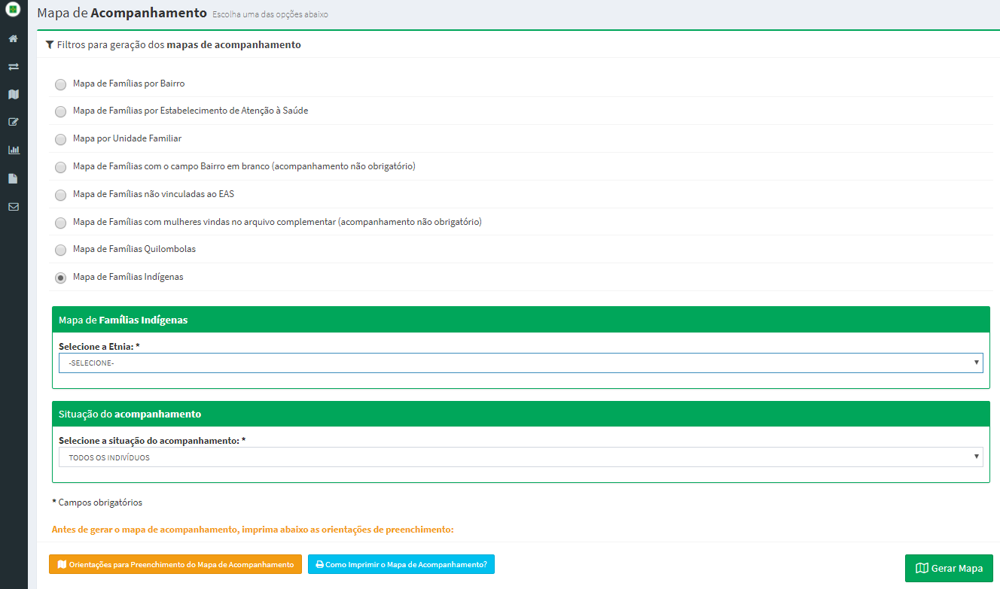 Mapa de Acompanhamento Escolha uma das opções abaixo
Filtros para geração dos mapas de acompanhamento
Mapa de Famílias por Bairro
Mapa de Famílias por Estabelecimento de Atenção à Saúde
Mapa por Unidade Familiar
Mapa de Famílias com o campo Bairro em branco (acompanhamento não obrigatório)
Mapa de Famílias não vinculadas ao EAS
Mapa de Famílias com mulheres vindas no arquivo complementar (acompanhamento não obrigatório)
Mapa de Famílias Quilombolas
Mapa de Famílias Indígenas
Mapa de Famílias Indígenas
Selecione a Etnia: *
-SELECIONE-
Situação do acompanhamento
Selecione a situação do acompanhamento: *
TODOS OS INDIVÍDUOS
* Campos obrigatórios
Antes de gerar o mapa de acompanhamento, imprima abaixo as orientações de preenchimento:
Orientações para Preenchimento do Mapa de Acompanhamento
Como Imprimir o Mapa de Acompanhamento?
Gerar Mapa